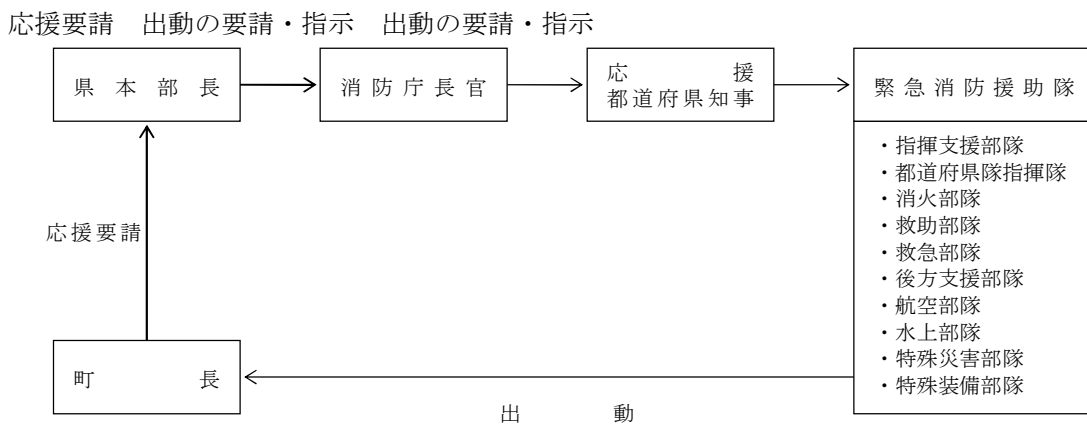 応援要請　出動の要請・指示　出動の要請・指示
県本部長
消防庁長官
応援
都道府県知事
緊急消防援助隊
・指揮支援部隊
・都道府県隊指揮隊
・消火部隊
・救助部隊
・救急部隊
・後方支援部隊
・航空部隊
・水上部隊
・特殊災害部隊
・特殊装備部隊
応援要請
町長
出動